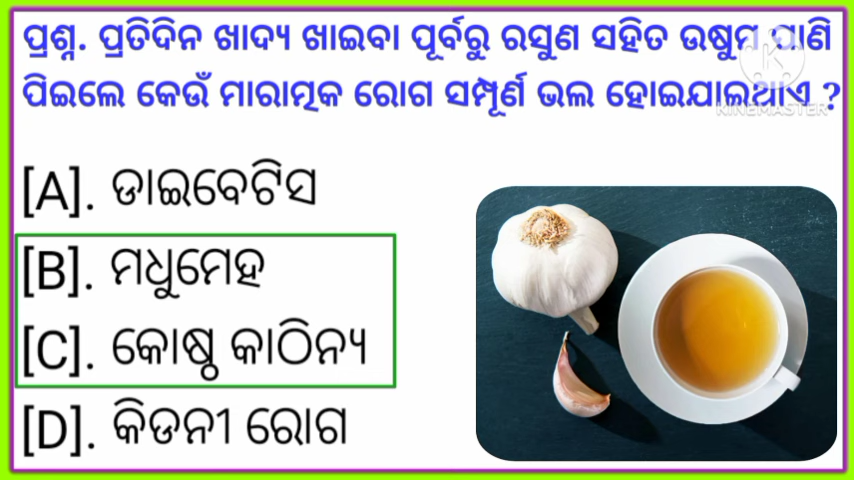 ପ୍ରଶ୍ନ. ପ୍ରତିଦିନ ଖାଦ୍ୟ ଖାଇବା ପୂର୍ବରୁ ରସୁଣ ସହିତ ଉଷୁମ ପାଣି
ପିଇଲେ କେଉଁ ମାରାତ୍ମକ ରୋଗ ସମ୍ପୂର୍ଣ ଭଲ ହୋଇଯାଇଥାଏ ?
KINEMASTER
[A]. ଡାଇବେଟିସ
[B]. ମଧୁମେହ
[C]. କୋଷ୍ଠ କାଠିନ୍ୟ
[D]. କିଡନୀ ରୋଗ